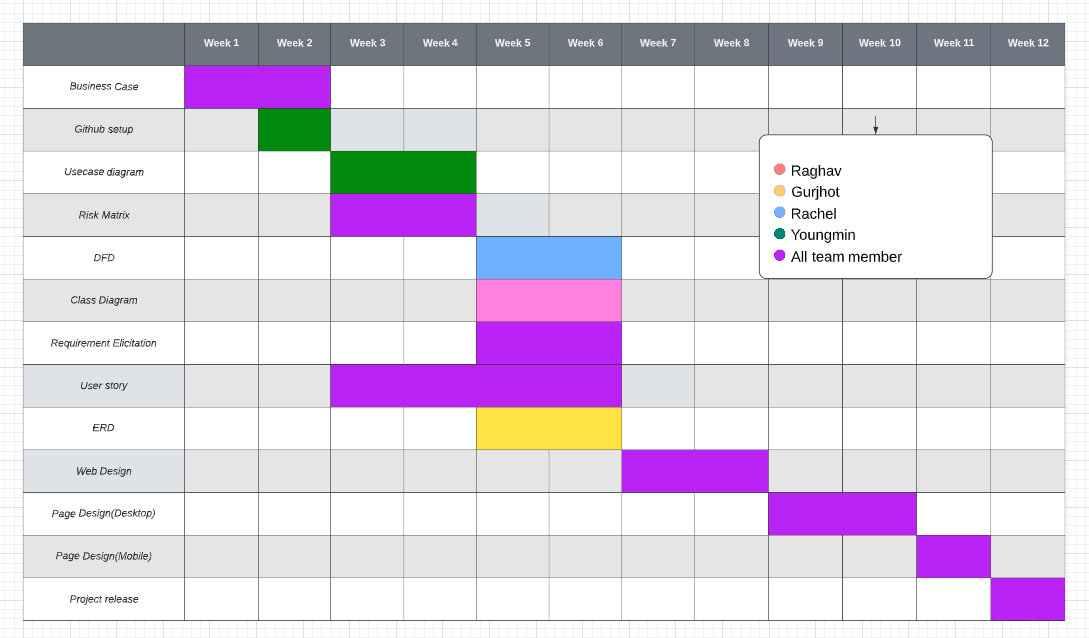 Week 1 Week 2 Week 3 Week 4 Week 5 Week 6 Week 7 Week 8 Week 9 Week 10 Week 11 Week 12
Business Case
Github setup
Usecase diagram
Risk Matrix
DFD
Class Diagram
Requirement Elicitation
User story
ERD
Web Design
Page Design(Desktop)
Page Design(Mobile)
Project release
Raghav
Gurjhot
Rachel
Youngmin
All team member